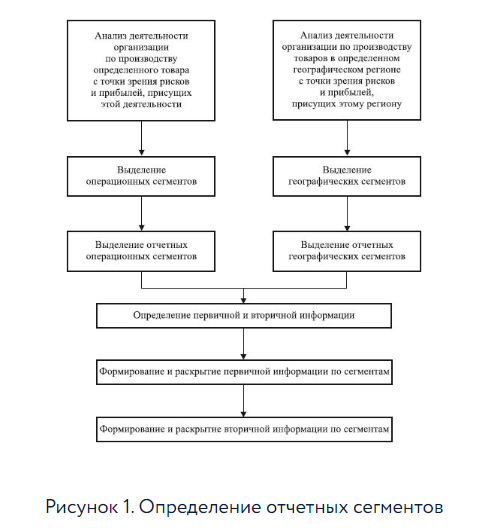 Анализ деятельности
организации
по производству
определенного товара
с точки зрения рисков
и прибылей, присущих
этой деятельности
Анализ деятельности
организации по производству
товаров в определенном
географическом регионе
с точки зрения рисков
и прибылей,
присущих этому региону
Выделение
операционных сегментов
Выделение
географических сегментов
Выделение отчетных
операционных сегментов
Выделение отчетных
географических сегментов
Определение первичной и вторичной информации
Формирование и раскрытие первичной информации по сегментам
Формирование и раскрытие вторичной информации по сегментам
Рисунок 1. Определение отчетных сегментов